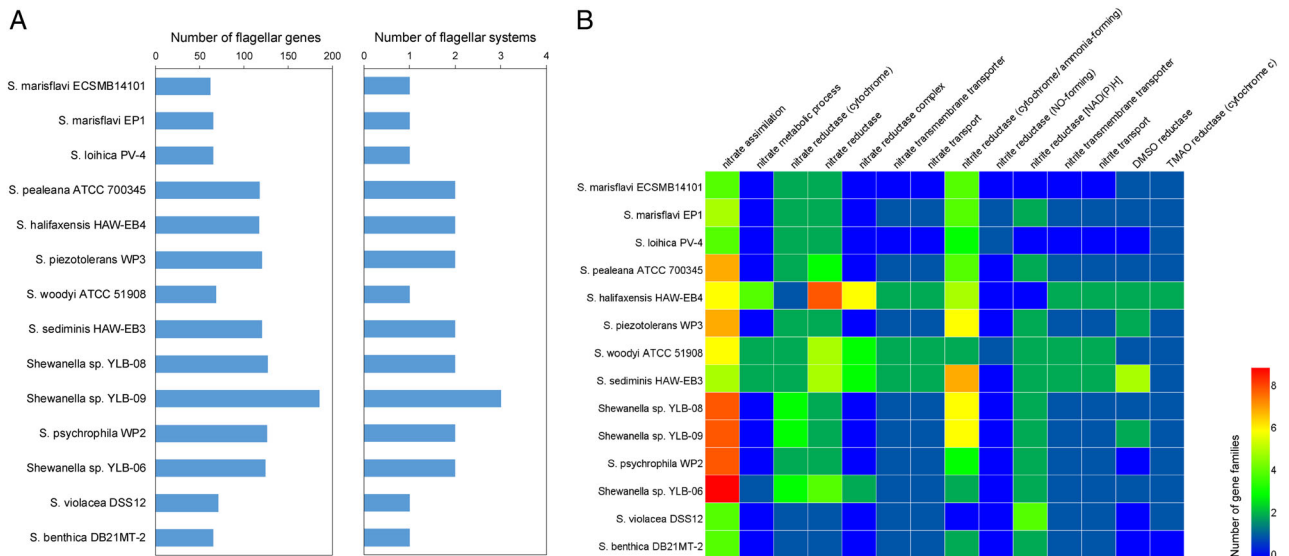 A
Number of flagellar genes
0 50 100 150 200
Number of flagellar systems
0 1 2 3 4
S. marisflavi ECSMB14101
S. marisflavi EP1
S. loihica PV-4
S. pealeana ATCC 700345
S. halifaxensis HAW-EB4
S. piezotolerans WP3
S. woodyi ATCC 51908
S. sediminis HAW-EB3
Shewanella sp. YLB-08
Shewanella sp. YLB-09
S. psychrophila WP2
Shewanella sp. YLB-06
S. violacea DSS12
S. benthica DB21MT-2
B
nitrate assimilation
nitrate metabolic process
nitrate reductase (cytochrome)
nitrate reductase
nitrate reductase complex
nitrate transmembrane transporter
nitrate transport
nitrite reductase (cytochrome/ ammonia-forming)
nitrite reductase (NO-forming)
nitrite reductase [NAD(P)H]
nitrite transmembrane transporter
nitrite transport
DMSO reductase
TMAO reductase (cytochrome c)
S. marisflavi ECSMB14101
S. marisflavi EP1
S. loihica PV-4
S. pealeana ATCC 700345
S. halifaxensis HAW-EB4
S. piezotolerans WP3
S. woodyi ATCC 51908
S. sediminis HAW-EB3
Shewanella sp. YLB-08
Shewanella sp. YLB-09
S. psychrophila WP2
Shewanella sp. YLB-06
S. violacea DSS12
S. benthica DB21MT-2
Number of gene families
6
4
2
0